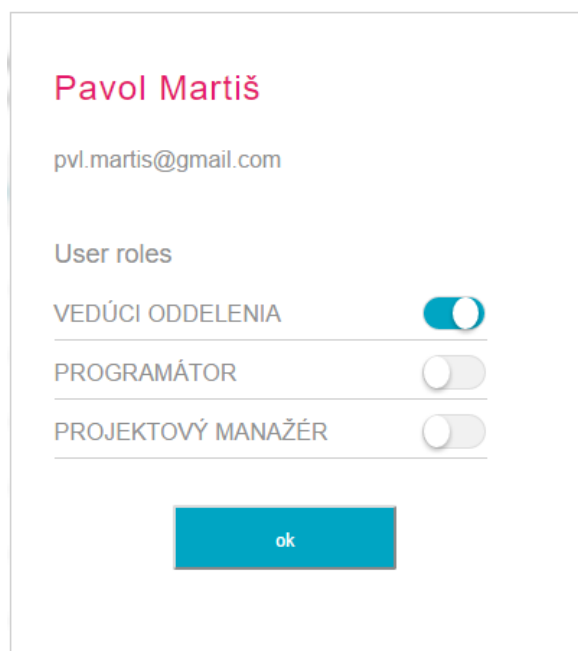 Pavol Martiš
pvl.martis@gmail.com
User roles
VEDÚCI ODDELENIA
PROGRAMÁTOR
PROJEKTOVÝ MANAŽÉR
ok